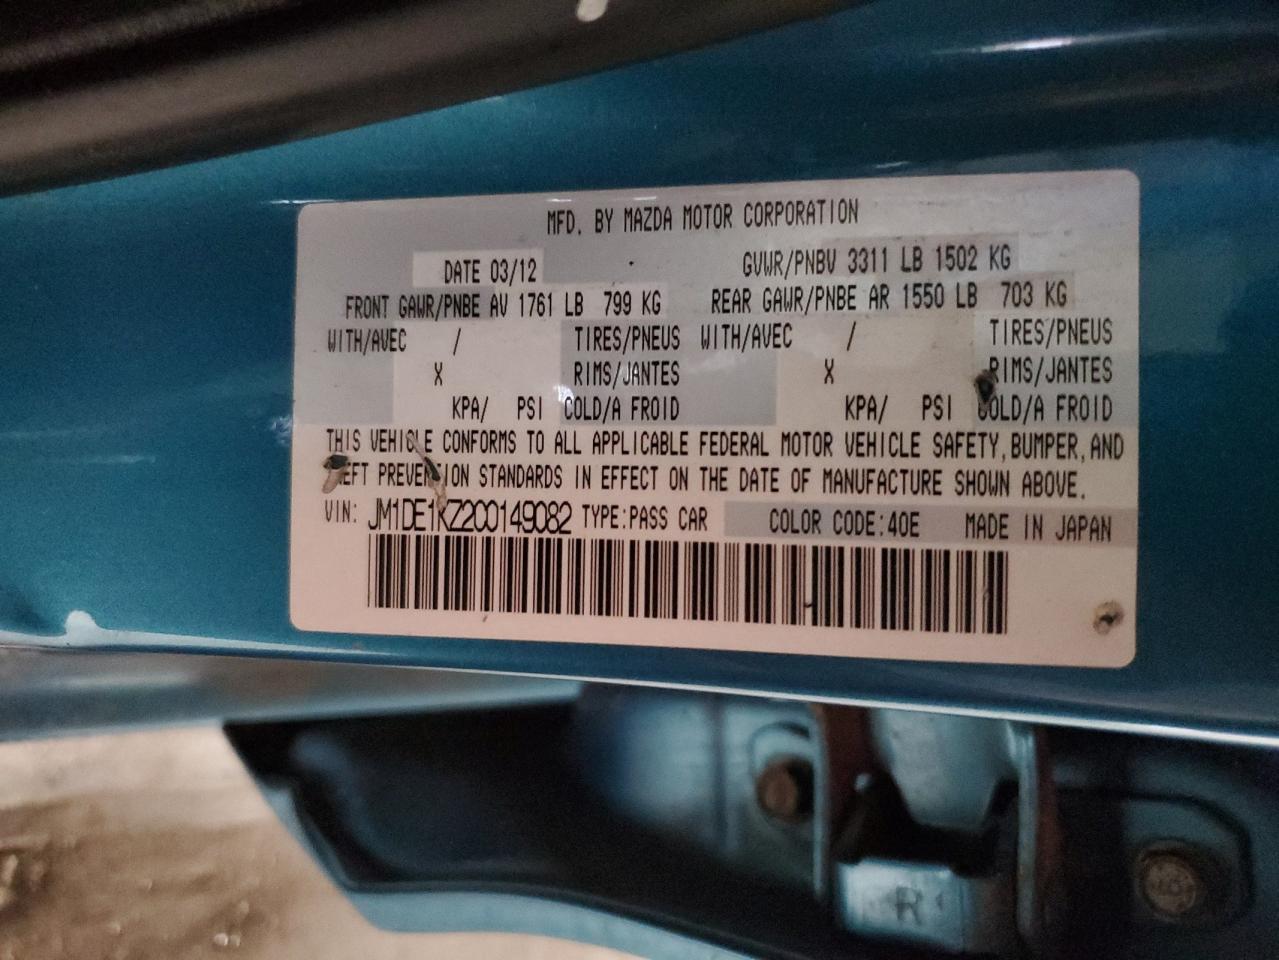 MFD. BY MAZDA MOTOR CORPORATION
DATE 03/12 GVWR/PNBV 3311 LB 1502 KG
FRONT GAWR/PNBE AV 1761 LB 799 KG REAR GAWR/PNBE AR 1550 LB 703 KG
WITH/AVEC / TIRES/PNEUS WITH/AVEC / TIRES/PNEUS
X RIMS/JANTES X RIMS/JANTES
KPA/ PSI COLD/A FROID KPA/ PSI COLD/A FROID
THIS VEHICLE CONFORMS TO ALL APPLICABLE FEDERAL MOTOR VEHICLE SAFETY, BUMPER, AND
THEFT PREVENTION STANDARDS IN EFFECT ON THE DATE OF MANUFACTURE SHOWN ABOVE.
VIN: JM1DE1KZ2C0149082 TYPE:PASS CAR COLOR CODE:40E MADE IN JAPAN
R